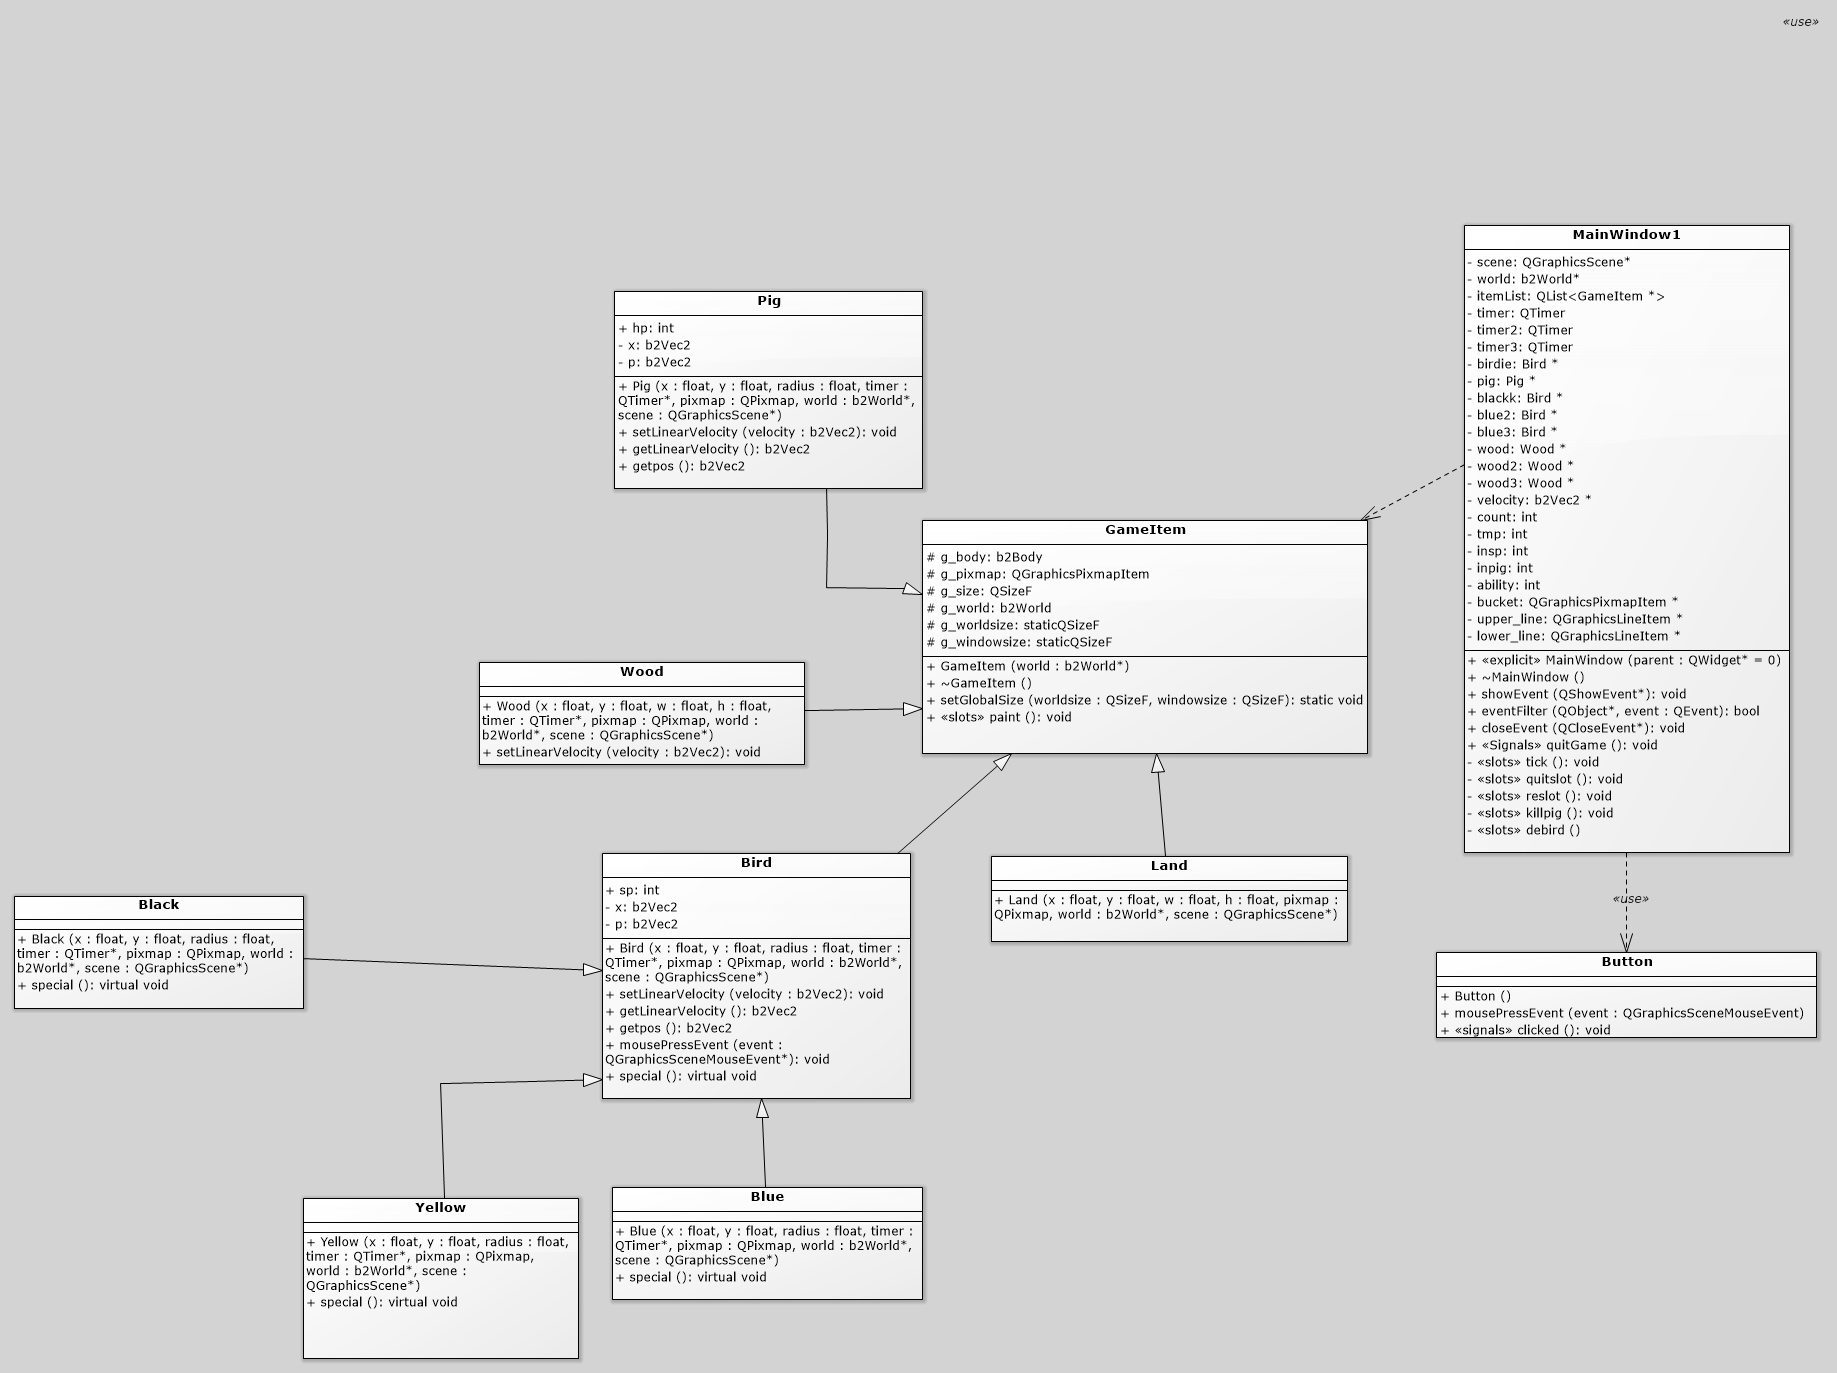 «use»
MainWindow1
- scene: QGraphicsScene*
- world: b2World*
- itemList: QList<GameItem *>
- timer: QTimer
- timer2: QTimer
- timer3: QTimer
- birdie: Bird *
- pig: Pig *
- blackk: Bird *
- blue2: Bird *
- blue3: Bird *
- wood: Wood *
- wood2: Wood *
- wood3: Wood *
- velocity: b2Vec2 *
- count: int
- tmp: int
- insp: int
- inpig: int
- ability: int
- bucket: QGraphicsPixmapItem *
- upper_line: QGraphicsLineItem *
- lower_line: QGraphicsLineItem *
+ «explicit» MainWindow (parent : QWidget* = 0)
+ ~MainWindow ()
+ showEvent (QShowEvent*): void
+ eventFilter (QObject*, event : QEvent): bool
+ closeEvent (QCloseEvent*): void
+ «Signals» quitGame (): void
- «slots» tick (): void
- «slots» quitslot (): void
- «slots» reslot (): void
- «slots» killpig (): void
- «slots» debird ()
Pig
+ hp: int
- x: b2Vec2
- p: b2Vec2
+ Pig (x : float, y : float, radius : float, timer :
QTimer*, pixmap : QPixmap, world : b2World*,
scene : QGraphicsScene*)
+ setLinearVelocity (velocity : b2Vec2): void
+ getLinearVelocity (): b2Vec2
+ getpos (): b2Vec2
GameItem
# g_body: b2Body
# g_pixmap: QGraphicsPixmapItem
# g_size: QSizeF
# g_world: b2World
# g_worldsize: staticQSizeF
# g_windowsize: staticQSizeF
+ GameItem (world : b2World*)
+ ~GameItem ()
+ setGlobalSize (worldsize : QSizeF, windowsize : QSizeF): static void
+ «slots» paint (): void
Wood
+ Wood (x : float, y : float, w : float, h : float,
timer : QTimer*, pixmap : QPixmap, world :
b2World*, scene : QGraphicsScene*)
+ setLinearVelocity (velocity : b2Vec2): void
Bird
+ sp: int
- x: b2Vec2
- p: b2Vec2
+ Bird (x : float, y : float, radius : float, timer :
QTimer*, pixmap : QPixmap, world : b2World*,
scene : QGraphicsScene*)
+ setLinearVelocity (velocity : b2Vec2): void
+ getLinearVelocity (): b2Vec2
+ getpos (): b2Vec2
+ mousePressEvent (event :
QGraphicsSceneMouseEvent*): void
+ special (): virtual void
Land
+ Land (x : float, y : float, w : float, h : float, pixmap :
QPixmap, world : b2World*, scene : QGraphicsScene*)
Black
+ Black (x : float, y : float, radius : float,
timer : QTimer*, pixmap : QPixmap, world :
b2World*, scene : QGraphicsScene*)
+ special (): virtual void
«use»
Button
+ Button ()
+ mousePressEvent (event : QGraphicsSceneMouseEvent)
+ «signals» clicked (): void
Yellow
+ Yellow (x : float, y : float, radius : float,
timer : QTimer*, pixmap : QPixmap,
world : b2World*, scene :
QGraphicsScene*)
+ special (): virtual void
Blue
+ Blue (x : float, y : float, radius : float, timer :
QTimer*, pixmap : QPixmap, world : b2World*,
scene : QGraphicsScene*)
+ special (): virtual void